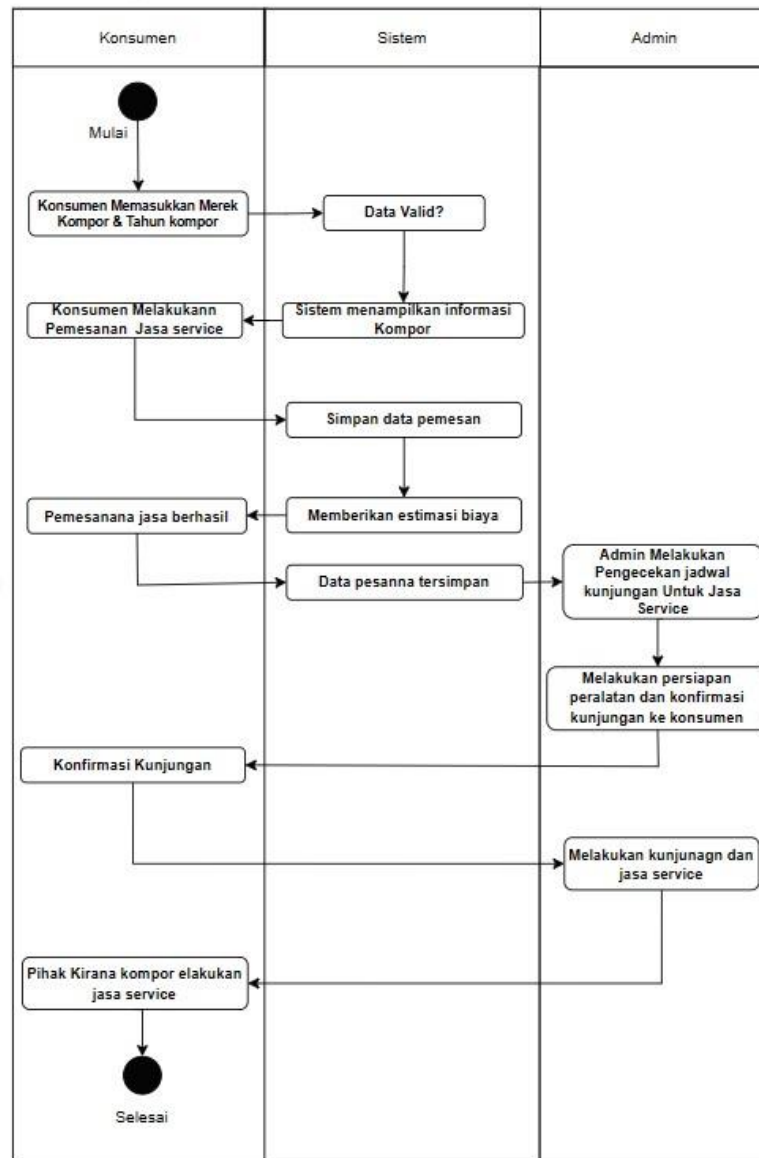 Konsumen
Sistem
Admin
Mulai
Konsumen Memasukkan Merek
Kompor & Tahun kompor
Data Valid?
Konsumen Melakukann
Pemesanan Jasa service
Sistem menampilkan informasi
Kompor
Simpan data pemesan
Pemesanana jasa berhasil
Memberikan estimasi biaya
Data pesanna tersimpan
Admin Melakukan
Pengecekan jadwal
kunjungan Untuk Jasa
Service
Melakukan persiapan
peralatan dan konfirmasi
kunjungan ke konsumen
Konfirmasi Kunjungan
Melakukan kunjunagn dan
jasa service
Pihak Kirana kompor elakukan
jasa service
Selesai